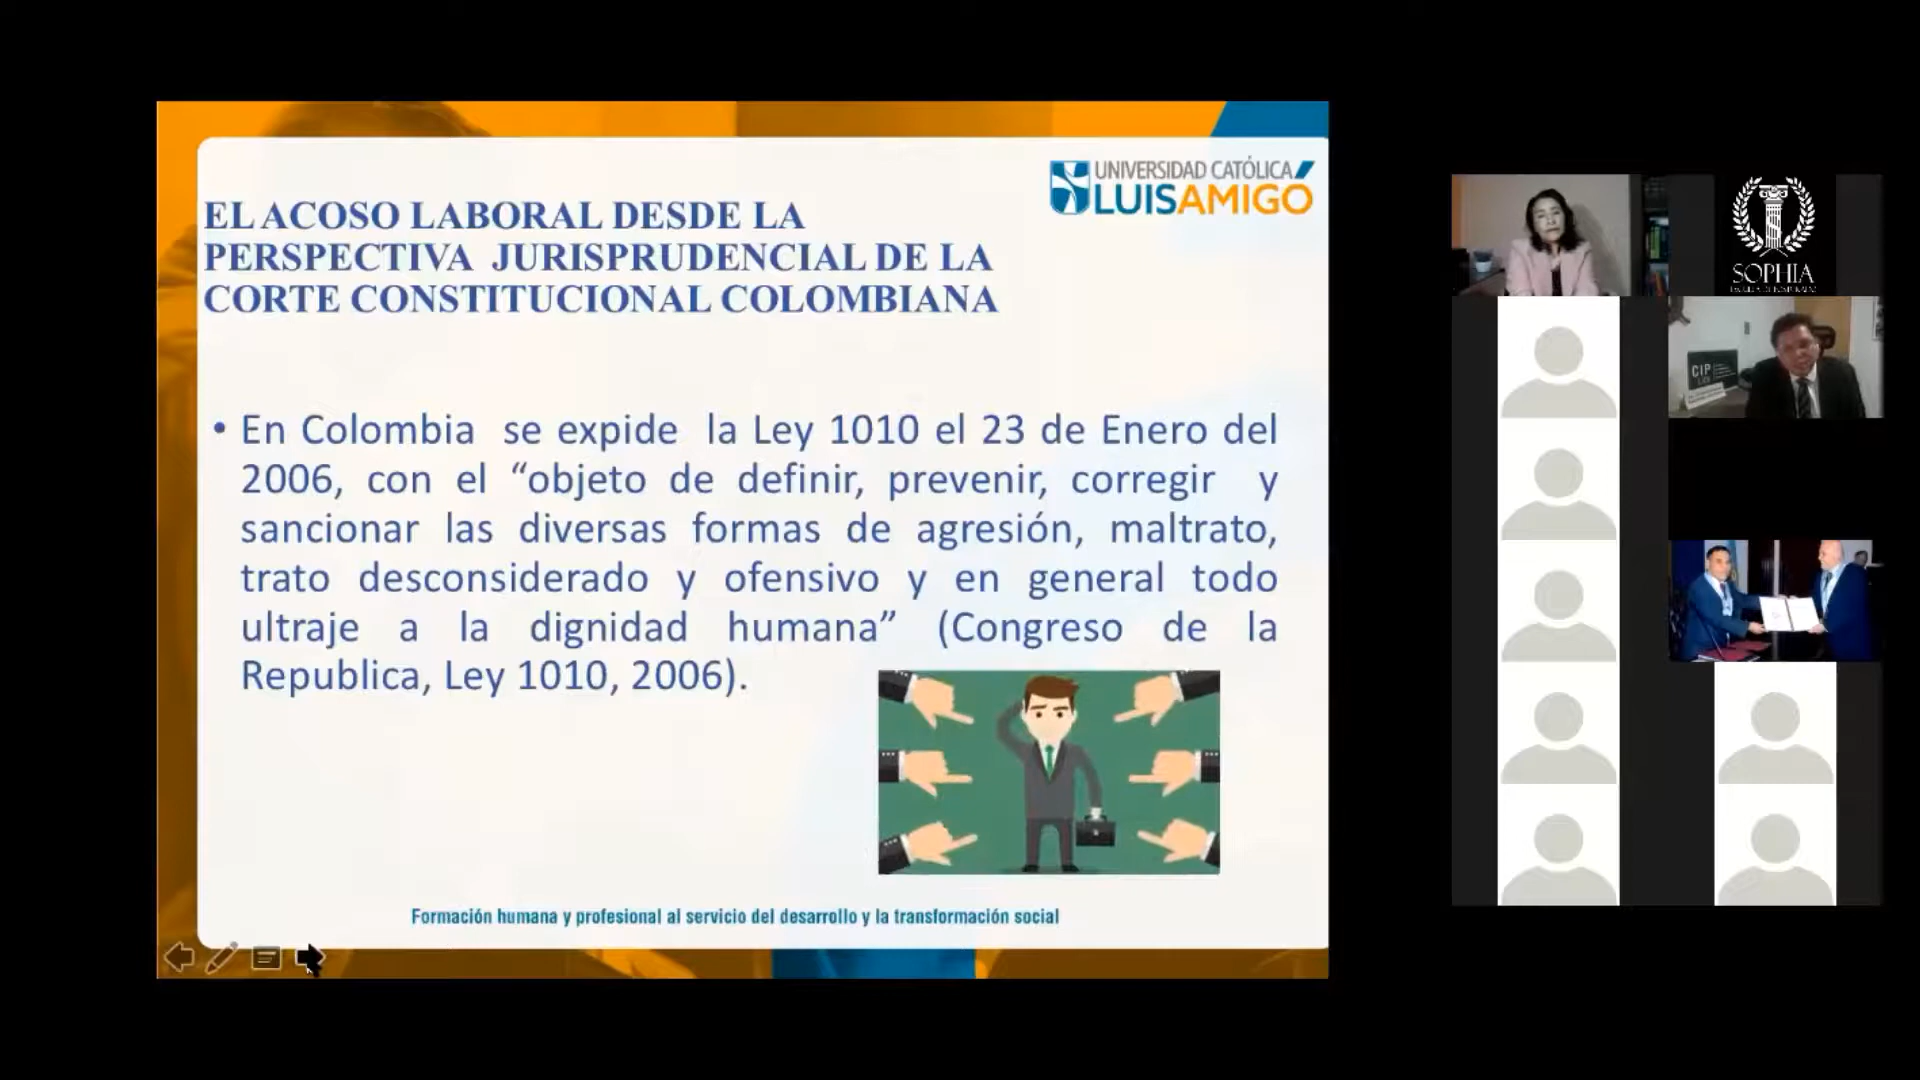 UNIVERSIDAD CATÓLICA
LUISAMIGÓ
EL ACOSO LABORAL DESDE LA
PERSPECTIVA JURISPRUDENCIAL DE LA
CORTE CONSTITUCIONAL COLOMBIANA
• En Colombia se expide la Ley 1010 el 23 de Enero del
2006, con el “objeto de definir, prevenir, corregir y
sancionar las diversas formas de agresión, maltrato,
trato desconsiderado y ofensivo y en general todo
ultraje a la dignidad humana” (Congreso de la
Republica, Ley 1010, 2006).
Formación humana y profesional al servicio del desarrollo y la transformación social
SOPHIA
CIP